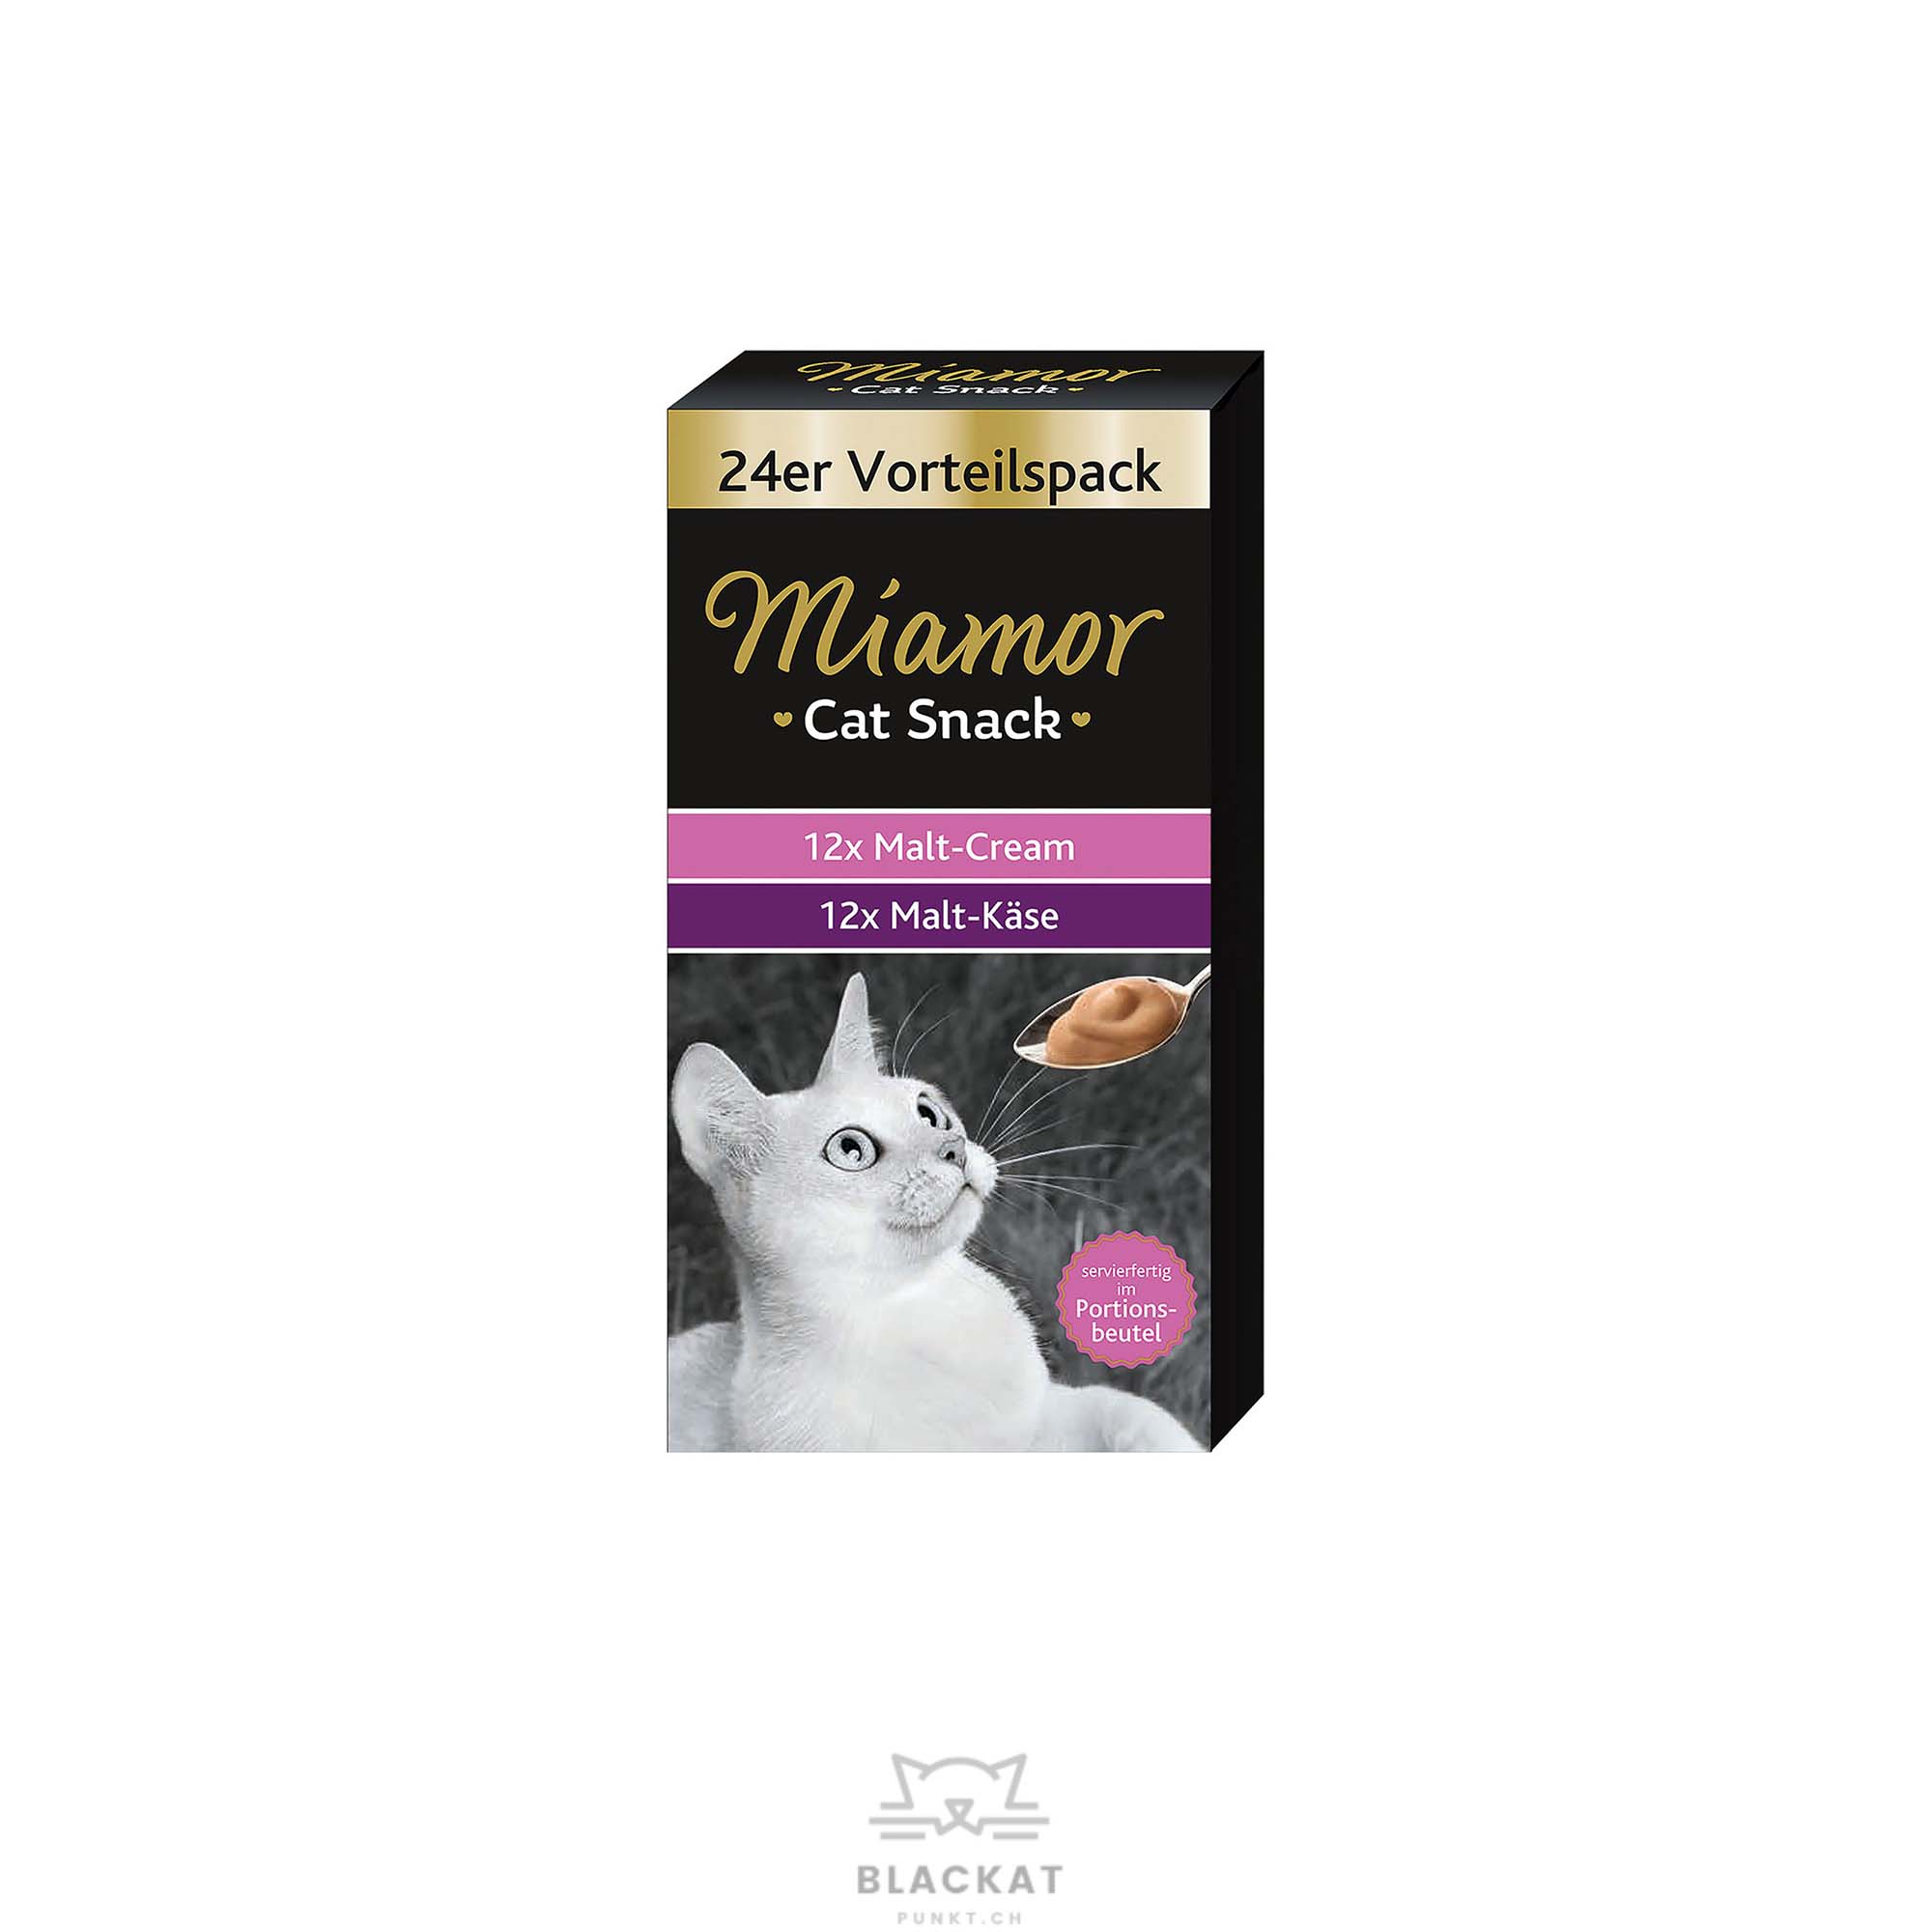 Miamor
Cat Snack
24er Vorteilspack
Miamor
Cat Snack
12x Malt-Cream
12x Malt-Käse
servierfertig
im
Portions-
beutel
BLACKAT
PUNKT.CH